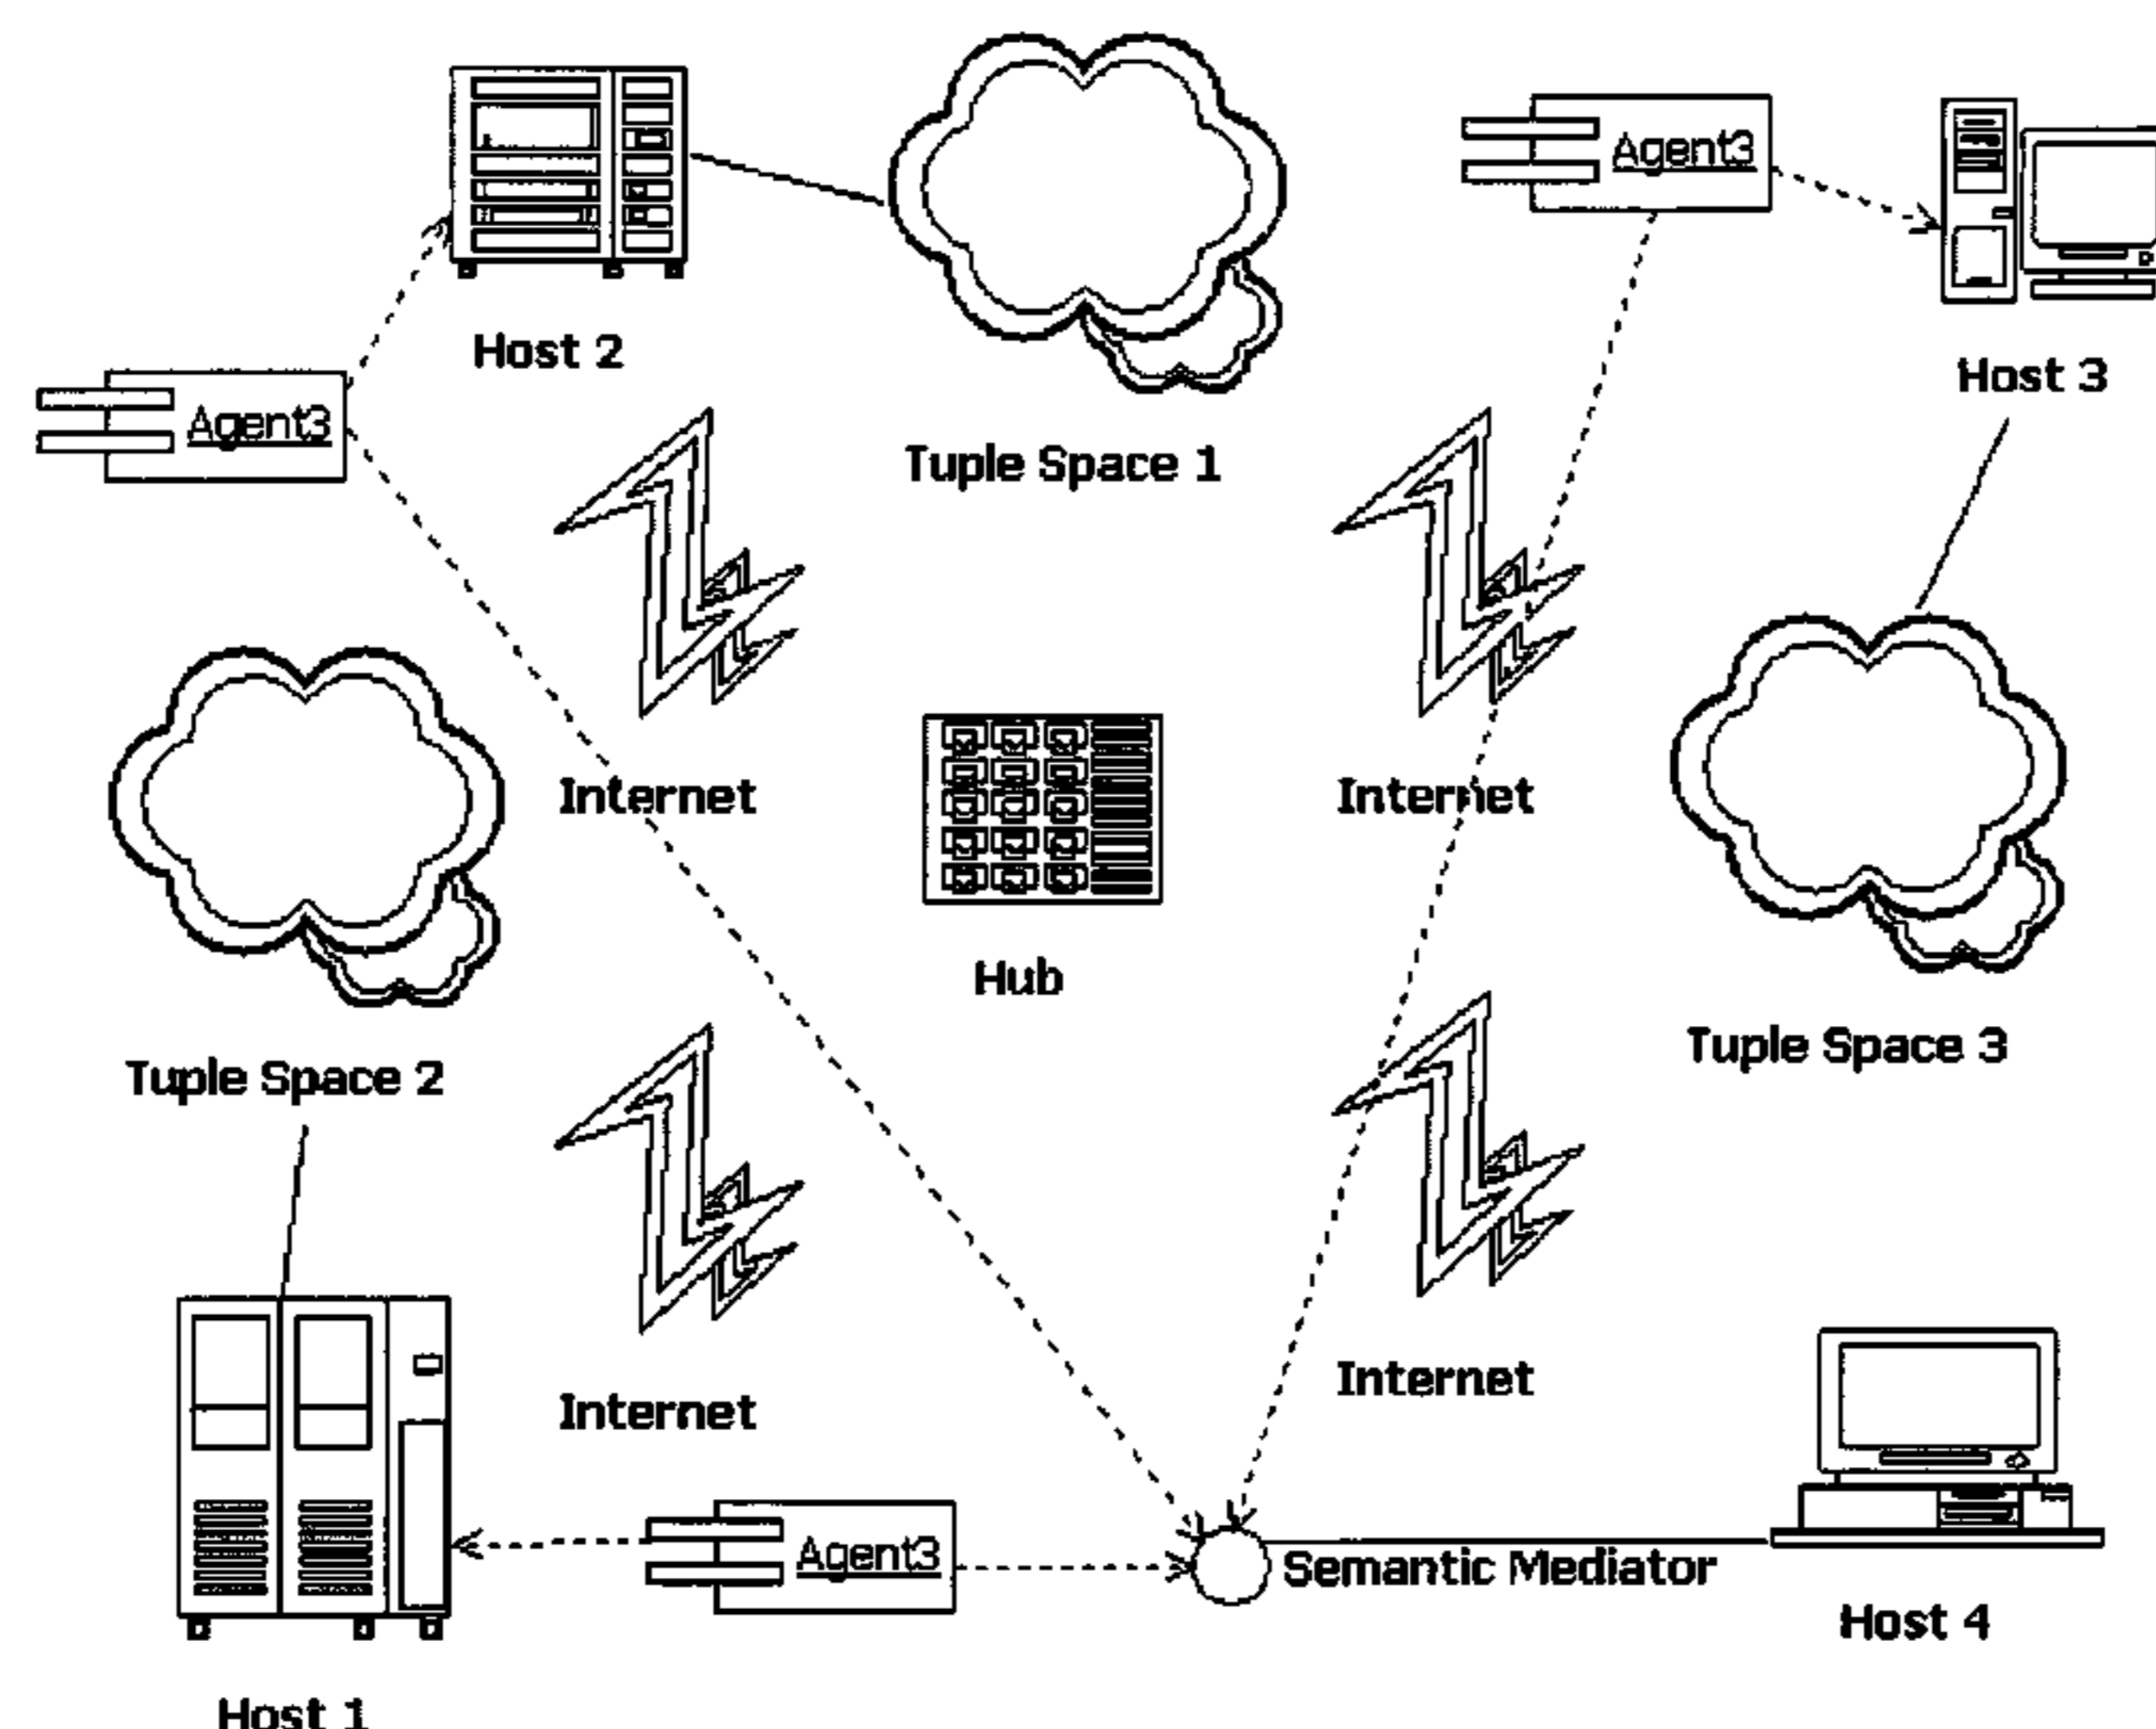 Agent3
Host 2
Host 3
Agent3
Tuple Space 1
Internet
Internet
Hub
Tuple Space 3
Tuple Space 2
Internet
Internet
Agent3
Semantic Mediator
Host 4
Host 1